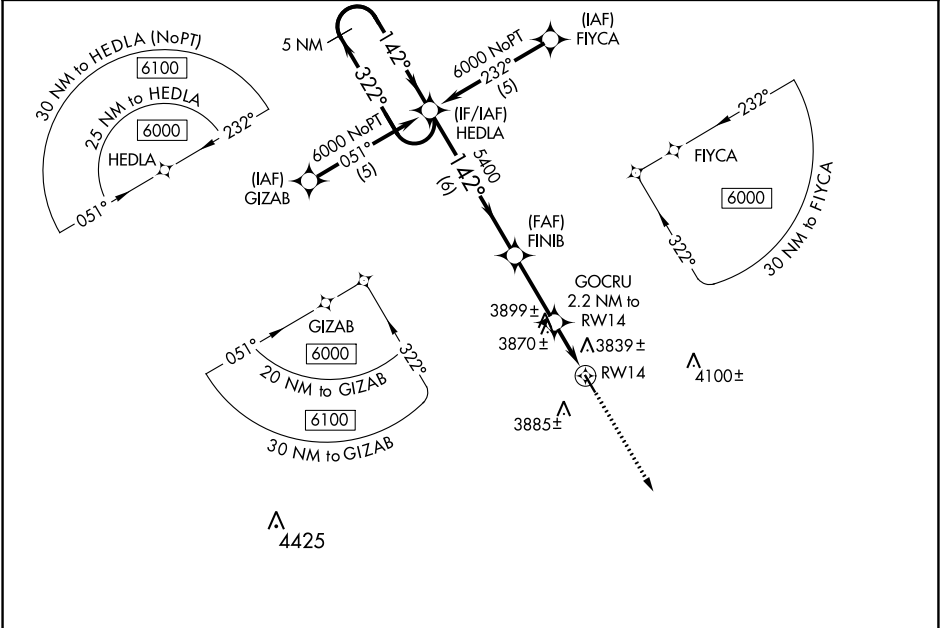 30 NM to HEDLA (NoPT)
6100
25 NM to HEDLA
6000
HEDLA
232°
051°
5 NM
142°
322°
(IAF)
FIYCA
6000 NoPT
232°
(5)
(IF/IAF)
HEDLA
6000 NoPT
051°
(5)
(IAF)
GIZAB
5400
142°
(6)
(FAF)
FINIB
232°
FIYCA
6000
322°
30 NM to FIYCA
GOCRU
2.2 NM to
RW14
3899±
3870±
3839±
RW14
4100±
3885±
GIZAB
051°
6000
322°
20 NM to GIZAB
6100
30 NM to GIZAB
4425